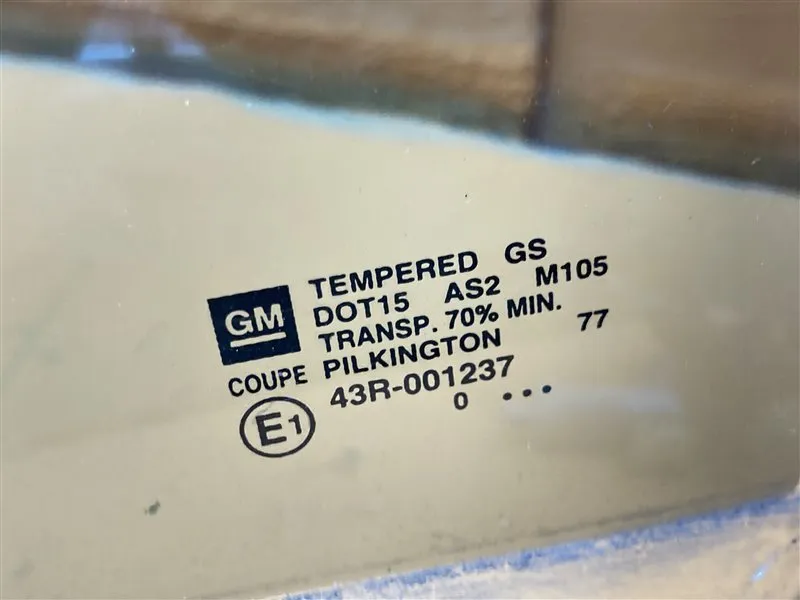 TEMPERED GS
DOT15 AS2 M105
GM TRANSP. 70% MIN.
COUPE PILKINGTON 77
43R-001237
E1 0 ...